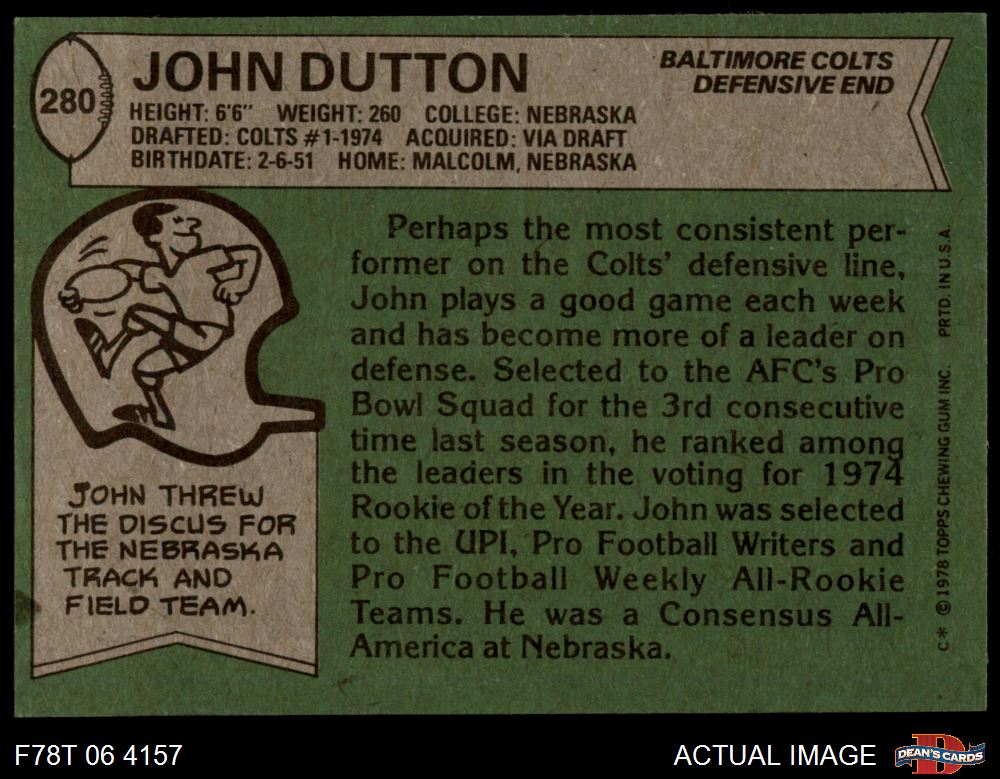 280
JOHN DUTTON
BALTIMORE COLTS
DEFENSIVE END
HEIGHT: 6'6" WEIGHT: 260 COLLEGE: NEBRASKA
DRAFTED: COLTS #1-1974 ACQUIRED: VIA DRAFT
BIRTHDATE: 2-6-51 HOME: MALCOLM, NEBRASKA
JOHN THREW
THE DISCUS FOR
THE NEBRASKA
TRACK AND
FIELD TEAM.
Perhaps the most consistent per-
former on the Colts' defensive line,
John plays a good game each week
and has become more of a leader on
defense. Selected to the AFC's Pro
Bowl Squad for the 3rd consecutive
time last season, he ranked among
the leaders in the voting for 1974
Rookie of the Year. John was selected
to the UPI, Pro Football Writers and
Pro Football Weekly All-Rookie
Teams. He was a Consensus All-
America at Nebraska.
C* © 1978 TOPPS CHEWING GUM INC. PRTD. IN U.S.A.
F78T 06 4157
ACTUAL IMAGE
D
DEAN'S CARDS